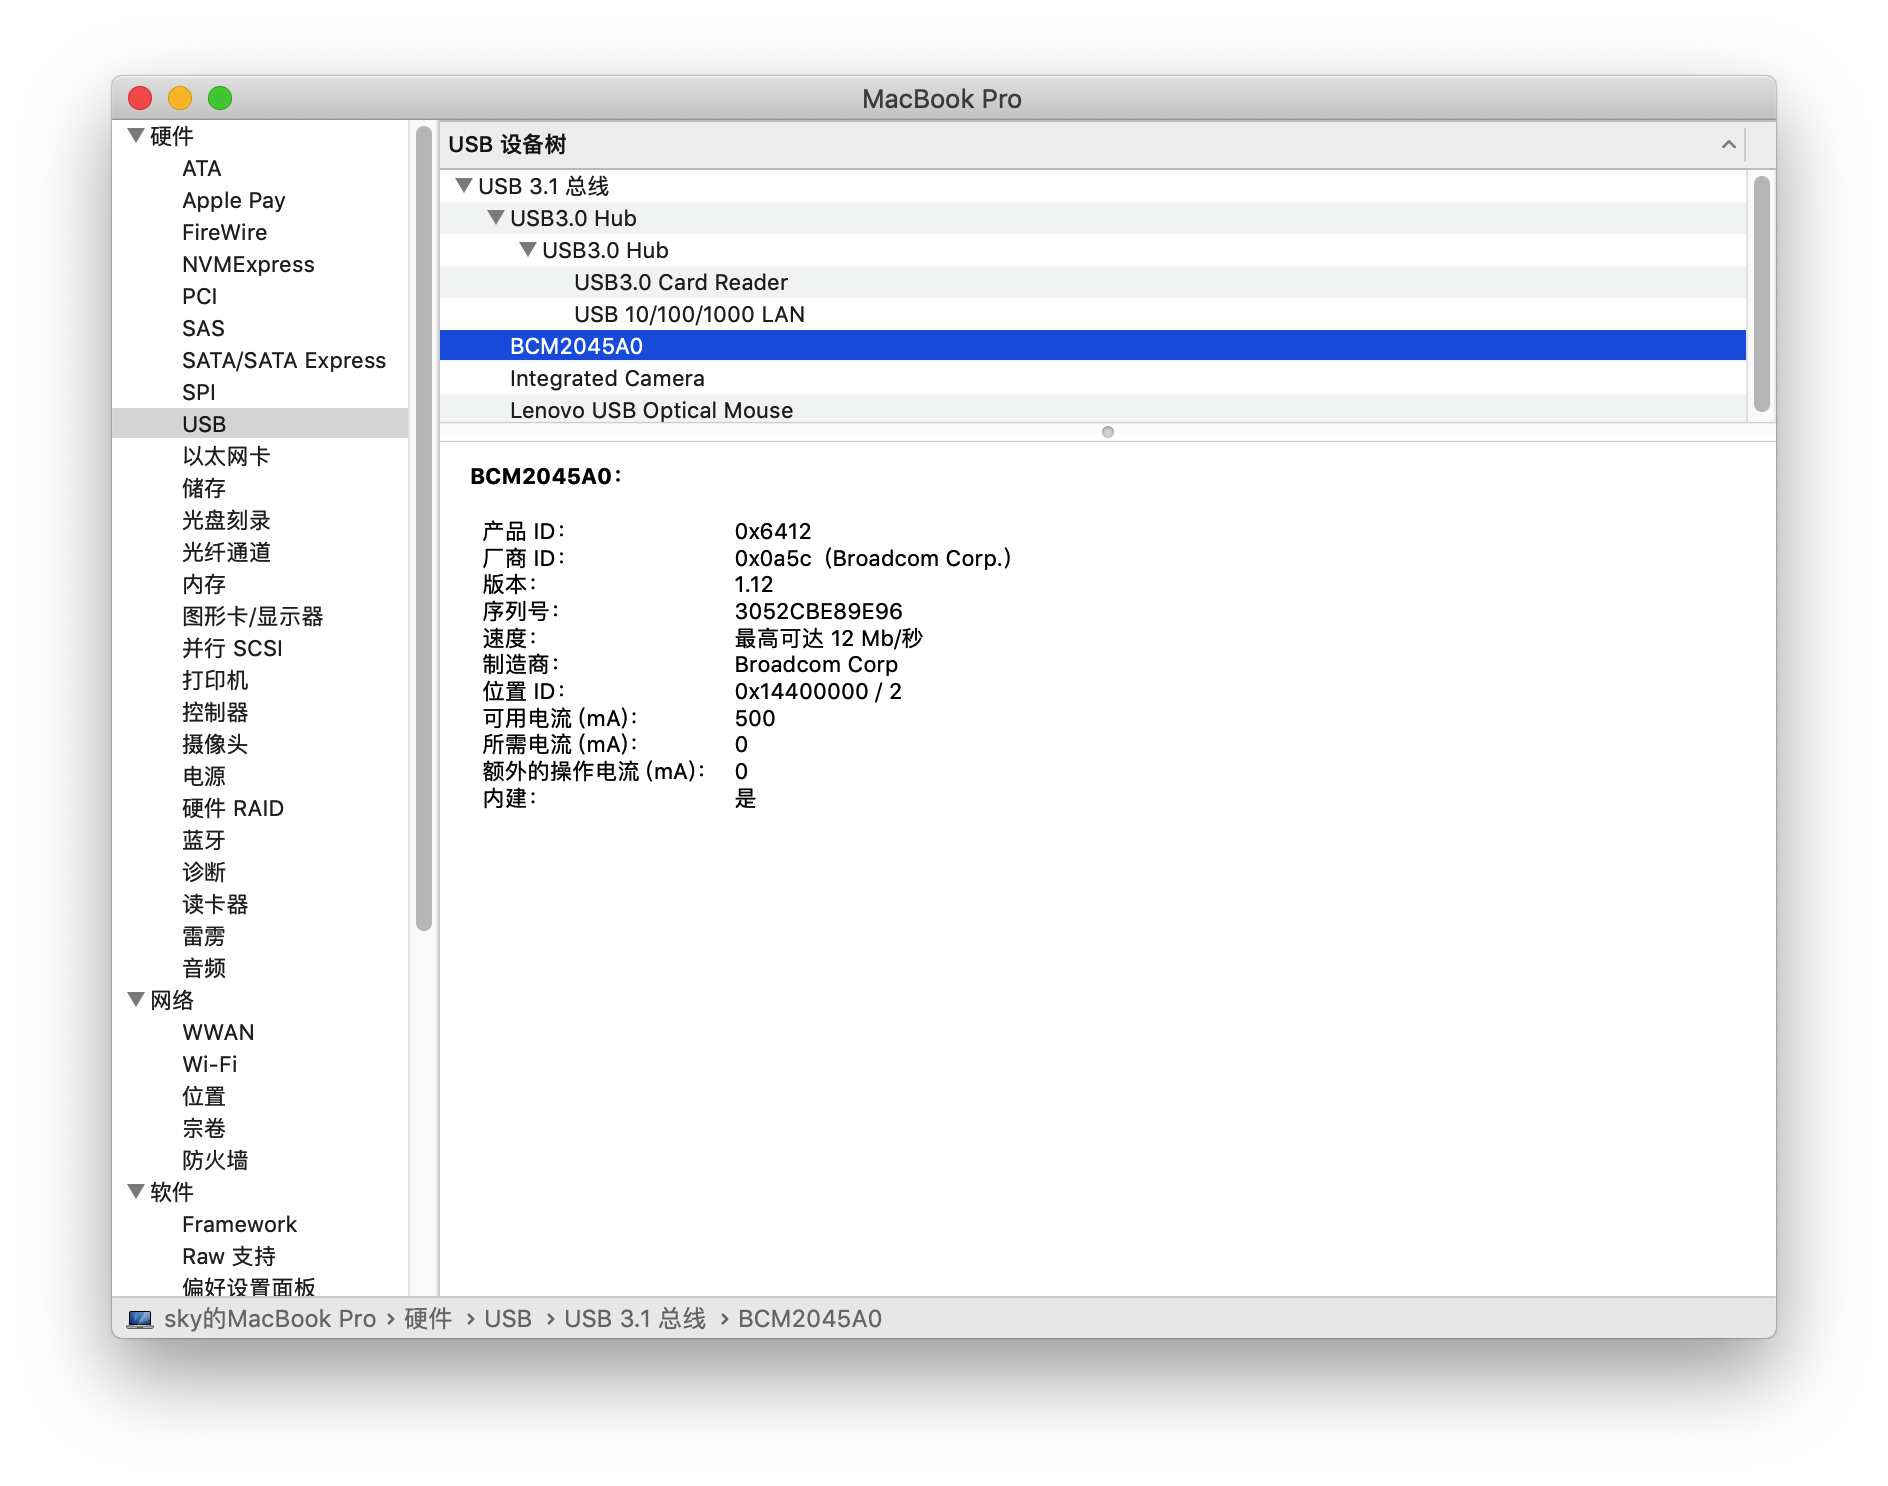 MacBook Pro
硬件
ATA
Apple Pay
FireWire
NVMExpress
PCI
SAS
SATA/SATA Express
SPI
USB
以太网卡
储存
光盘刻录
光纤通道
内存
图形卡/显示器
并行 SCSI
打印机
控制器
摄像头
电源
硬件 RAID
蓝牙
诊断
读卡器
雷雳
音频
网络
WWAN
Wi-Fi
位置
宗卷
防火墙
软件
Framework
Raw 支持
偏好设置面板
USB 设备树
USB 3.1 总线
USB3.0 Hub
USB3.0 Hub
USB3.0 Card Reader
USB 10/100/1000 LAN
BCM2045A0
Integrated Camera
Lenovo USB Optical Mouse
BCM2045A0：
产品 ID： 0x6412
厂商 ID： 0x0a5c（Broadcom Corp.）
版本： 1.12
序列号： 3052CBE89E96
速度： 最高可达 12 Mb/秒
制造商： Broadcom Corp
位置 ID： 0x14400000 / 2
可用电流 (mA)： 500
所需电流 (mA)： 0
额外的操作电流 (mA)： 0
内建： 是
sky的MacBook Pro › 硬件 › USB › USB 3.1 总线 › BCM2045A0